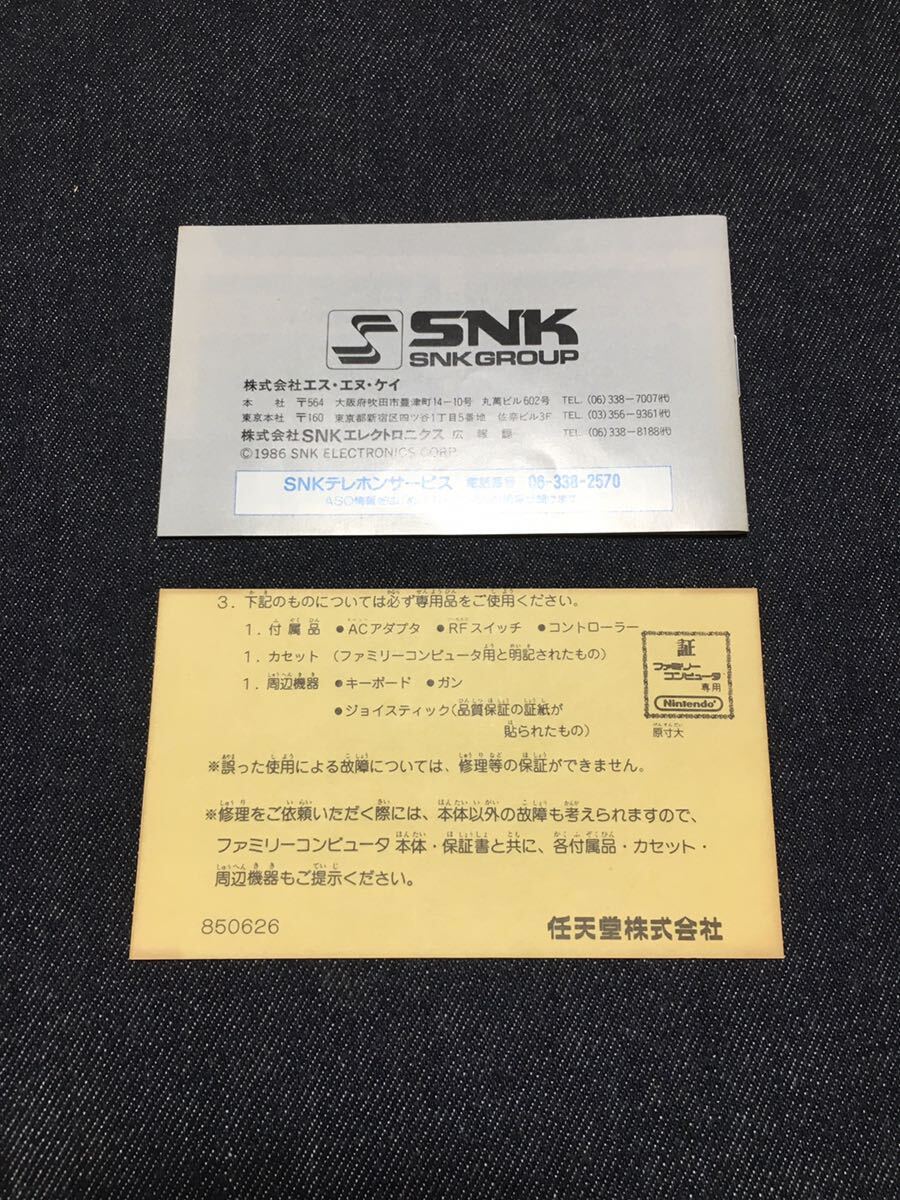 SNK
SNK GROUP
株式会社エス・エヌ・ケイ
本 社 〒564 大阪府吹田市豊津町14-10号 丸萬ビル602号 TEL. (06)338-7007(代)
東京本社 〒160 東京都新宿区四ツ谷1丁目5番地 佐奈ビル3F TEL. (03)356-9361(代)
株式会社SNKエレクトロニクス 広報 TEL (06)338-8188(代)
©1986 SNK ELECTRONICS CORP.
SNKテレホンサービス 電話番号 06-338-2570
ASO情報
3. 下記のものについては必ず専用品をご使用ください。
1. 付属品 ●ACアダプタ ●RFスイッチ ●コントローラー
1. カセット (ファミリーコンピュータ用と明記されたもの)
1. 周辺機器 ●キーボード ●ガン
●ジョイスティック(品質保証の証紙が
貼られたもの)
証
ファミリー
コンピュータ
専用
Nintendo
原寸大
※誤った使用による故障については、修理等の保証ができません。
※修理をご依頼いただく際には、本体以外の故障も考えられますので、
ファミリーコンピュータ本体・保証書と共に、各付属品・カセット・
周辺機器もご提示ください。
850626 任天堂株式会社